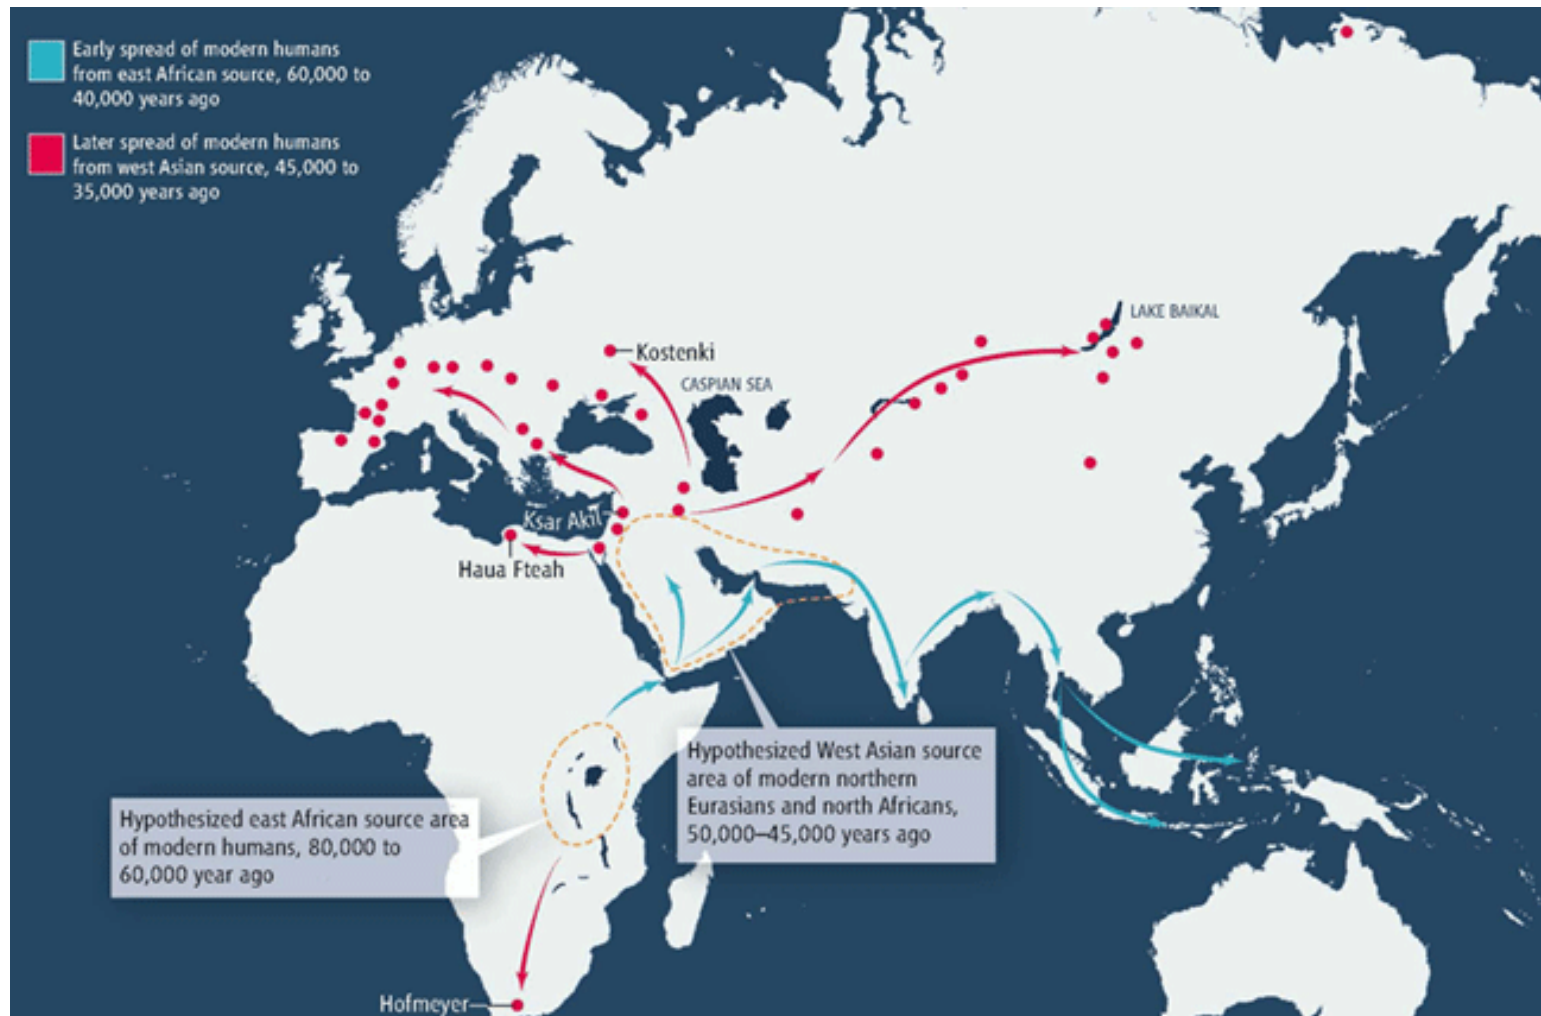 Early spread of modern humans
from east African source, 60,000 to
40,000 years ago
Later spread of modern humans
from west Asian source, 45,000 to
35,000 years ago
LAKE BAIKAL
Kostenki
CASPIAN SEA
Ksar Akil
Haua Fteah
Hypothesized West Asian source
area of modern northern
Eurasians and north Africans,
50,000–45,000 years ago
Hypothesized east African source area
of modern humans, 80,000 to
60,000 year ago
Hofmeyer